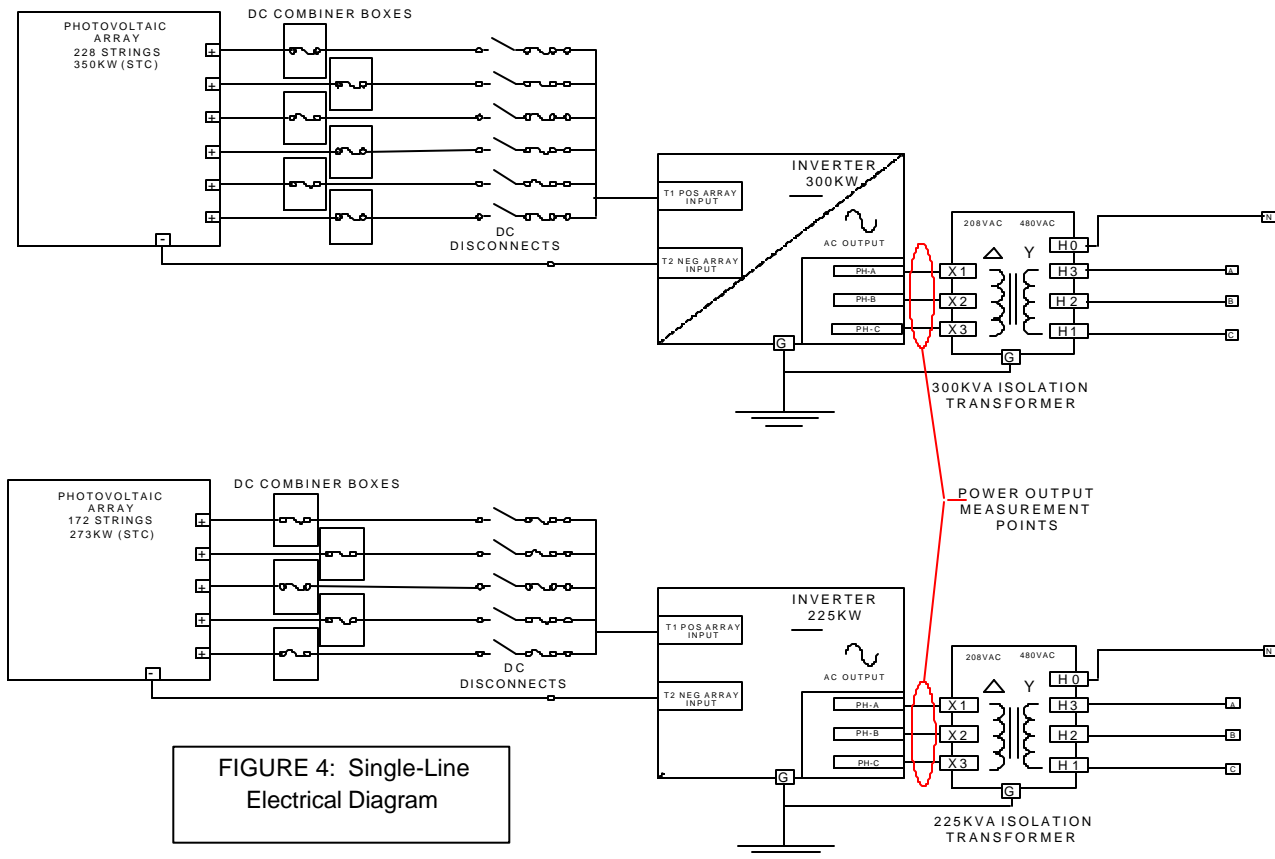 DC COMBINER BOXES
PHOTOVOLTAIC
ARRAY
228 STRINGS
350KW (STC)
+
+
+
+
+
+
-
DC
DISCONNECTS
INVERTER
300KW
T1 POS ARRAY
INPUT
T2 NEG ARRAY
INPUT
AC OUTPUT
PH-A
PH-B
PH-C
G
208VAC 480VAC
Y
X1
X2
X3
H0
H3
H2
H1
G
N
A
B
C
300KVA ISOLATION
TRANSFORMER
POWER OUTPUT
MEASUREMENT
POINTS
DC COMBINER BOXES
PHOTOVOLTAIC
ARRAY
172 STRINGS
273KW (STC)
+
+
+
+
+
-
DC
DISCONNECTS
INVERTER
225KW
T1 POS ARRAY
INPUT
T2 NEG ARRAY
INPUT
AC OUTPUT
PH-A
PH-B
PH-C
G
208VAC 480VAC
Y
X1
X2
X3
H0
H3
H2
H1
G
N
A
B
C
225KVA ISOLATION
TRANSFORMER
FIGURE 4: Single-Line
Electrical Diagram